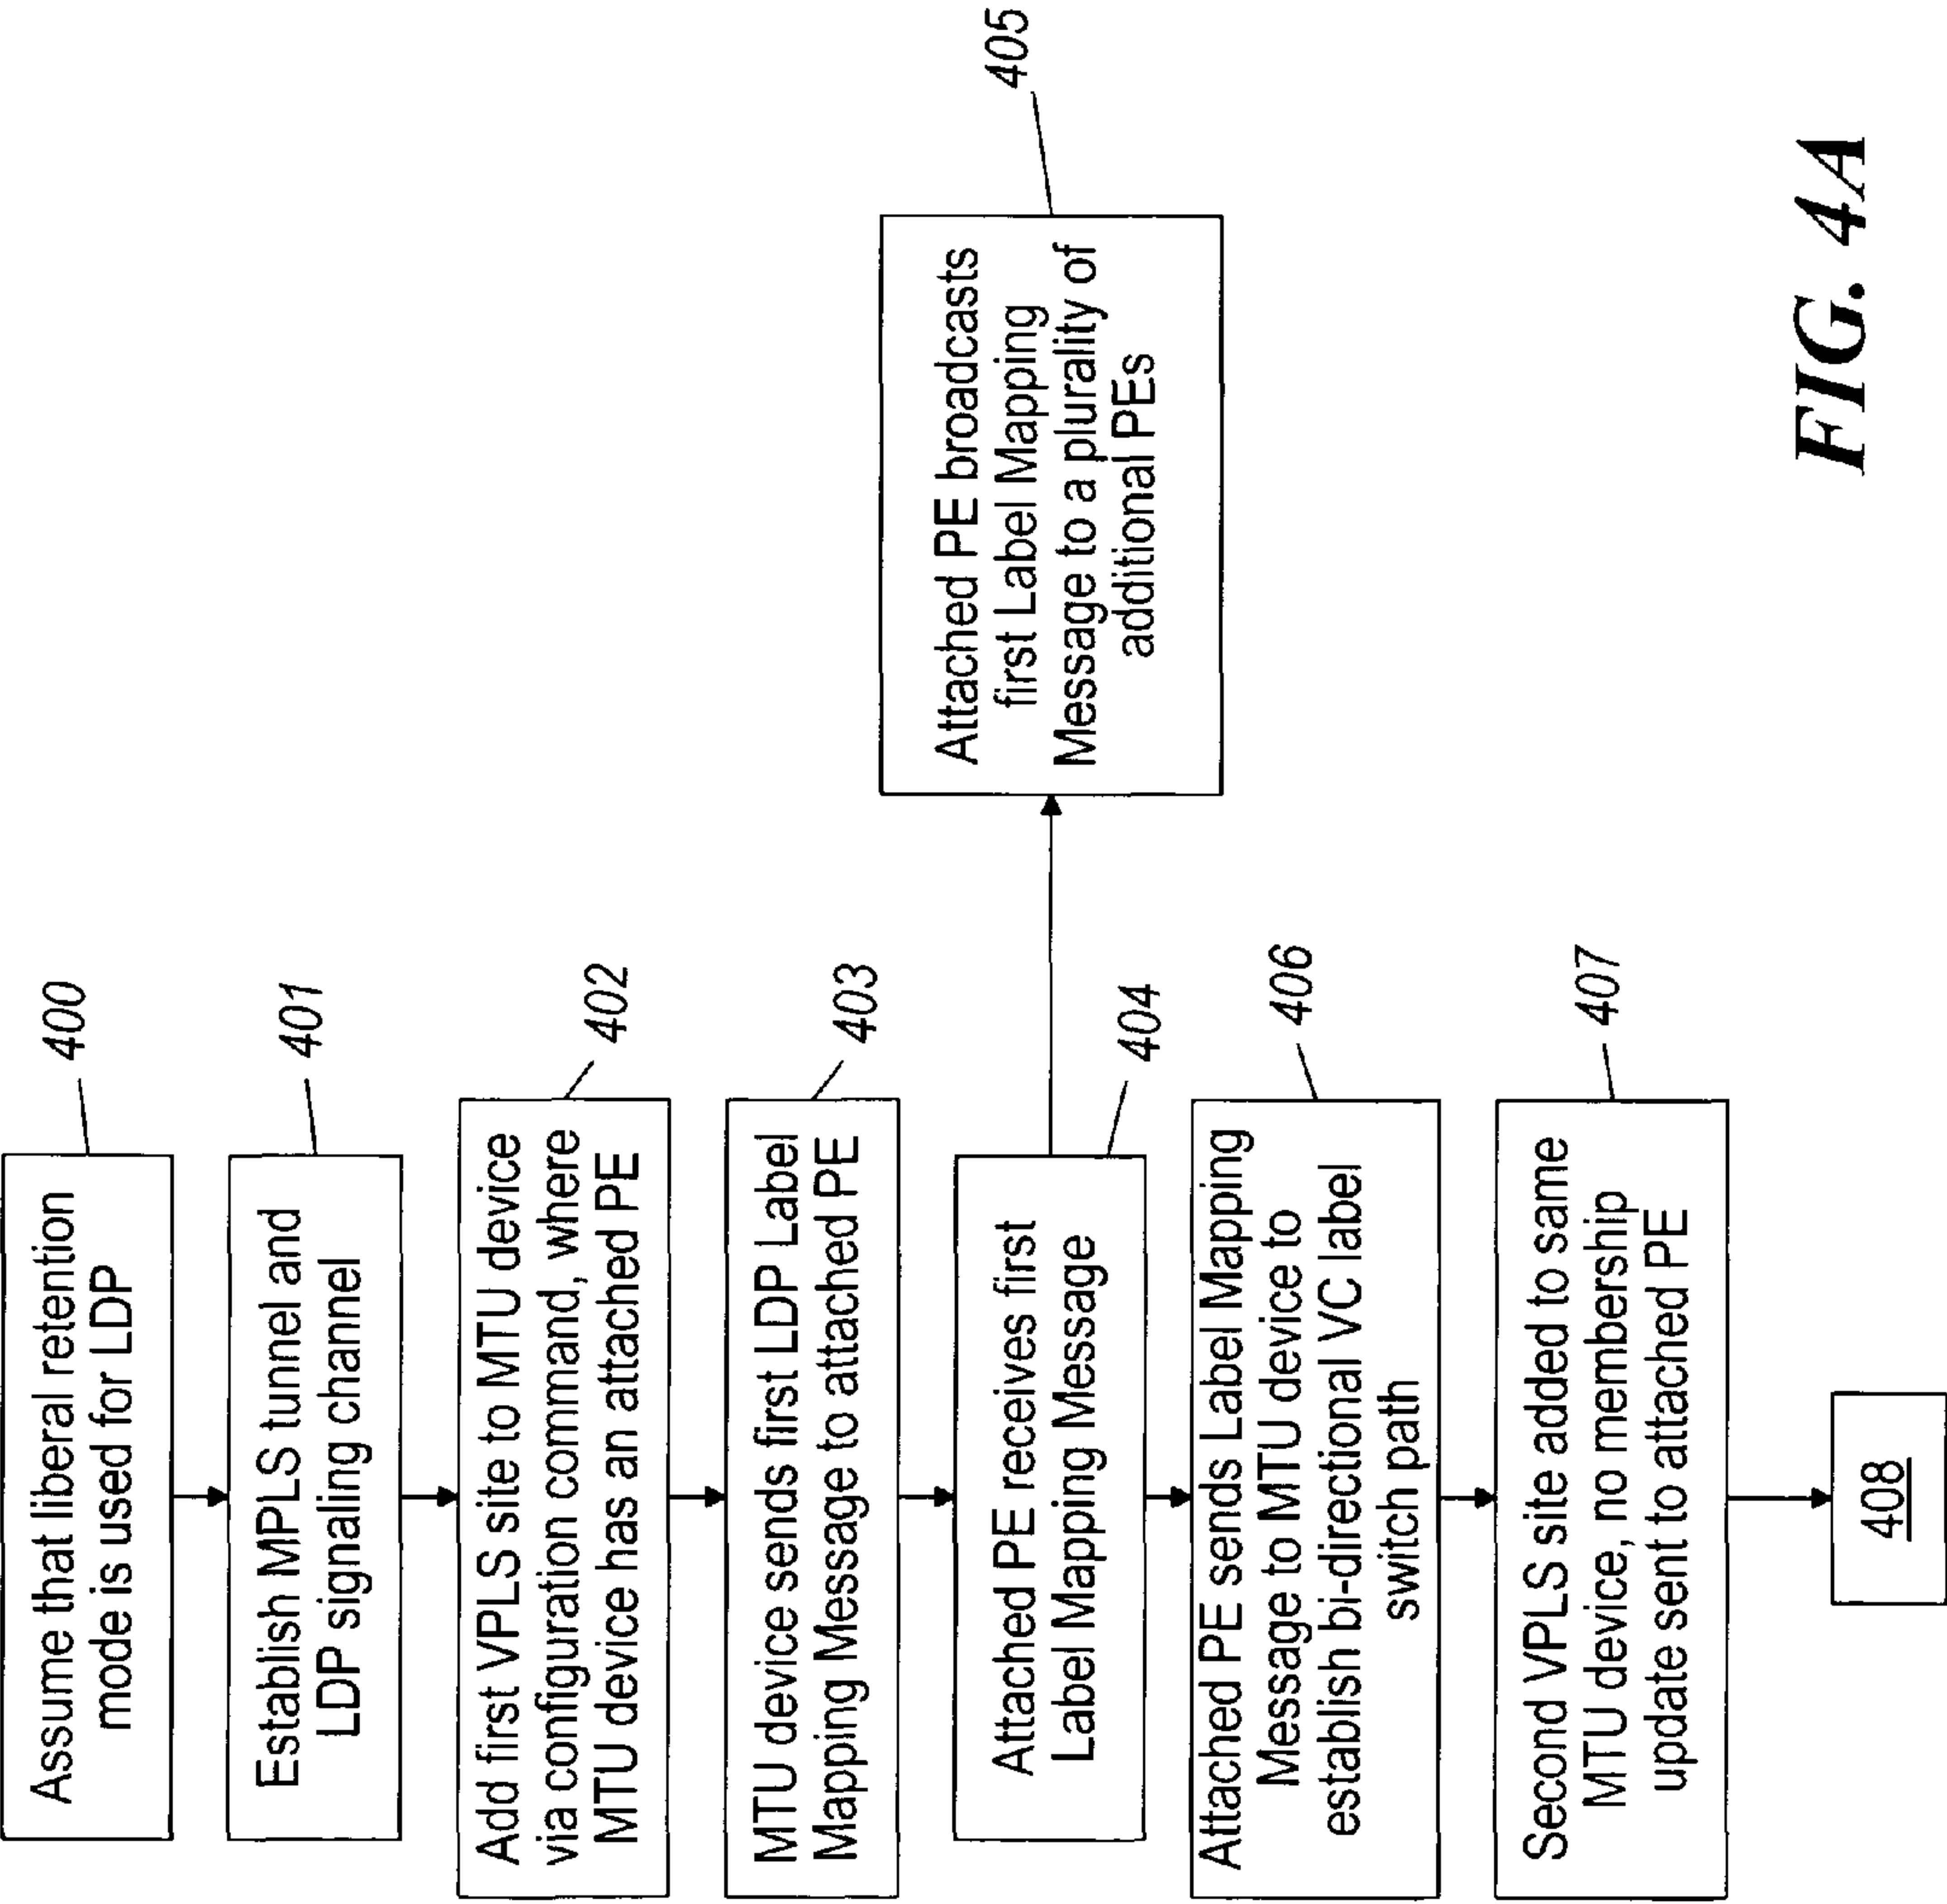 400
Assume that liberal retention
mode is used for LDP
401
Establish MPLS tunnel and
LDP signaling channel
402
Add first VPLS site to MTU device
via configuration command, where
MTU device has an attached PE
403
MTU device sends first LDP Label
Mapping Message to attached PE
404
Attached PE receives first
Label Mapping Message
405
Attached PE broadcasts
first Label Mapping
Message to a plurality of
additional PEs
406
Attached PE sends Label Mapping
Message to MTU device to
establish bi-directional VC label
switch path
407
Second VPLS site added to same
MTU device, no membership
update sent to attached PE
408
FIG. 4A